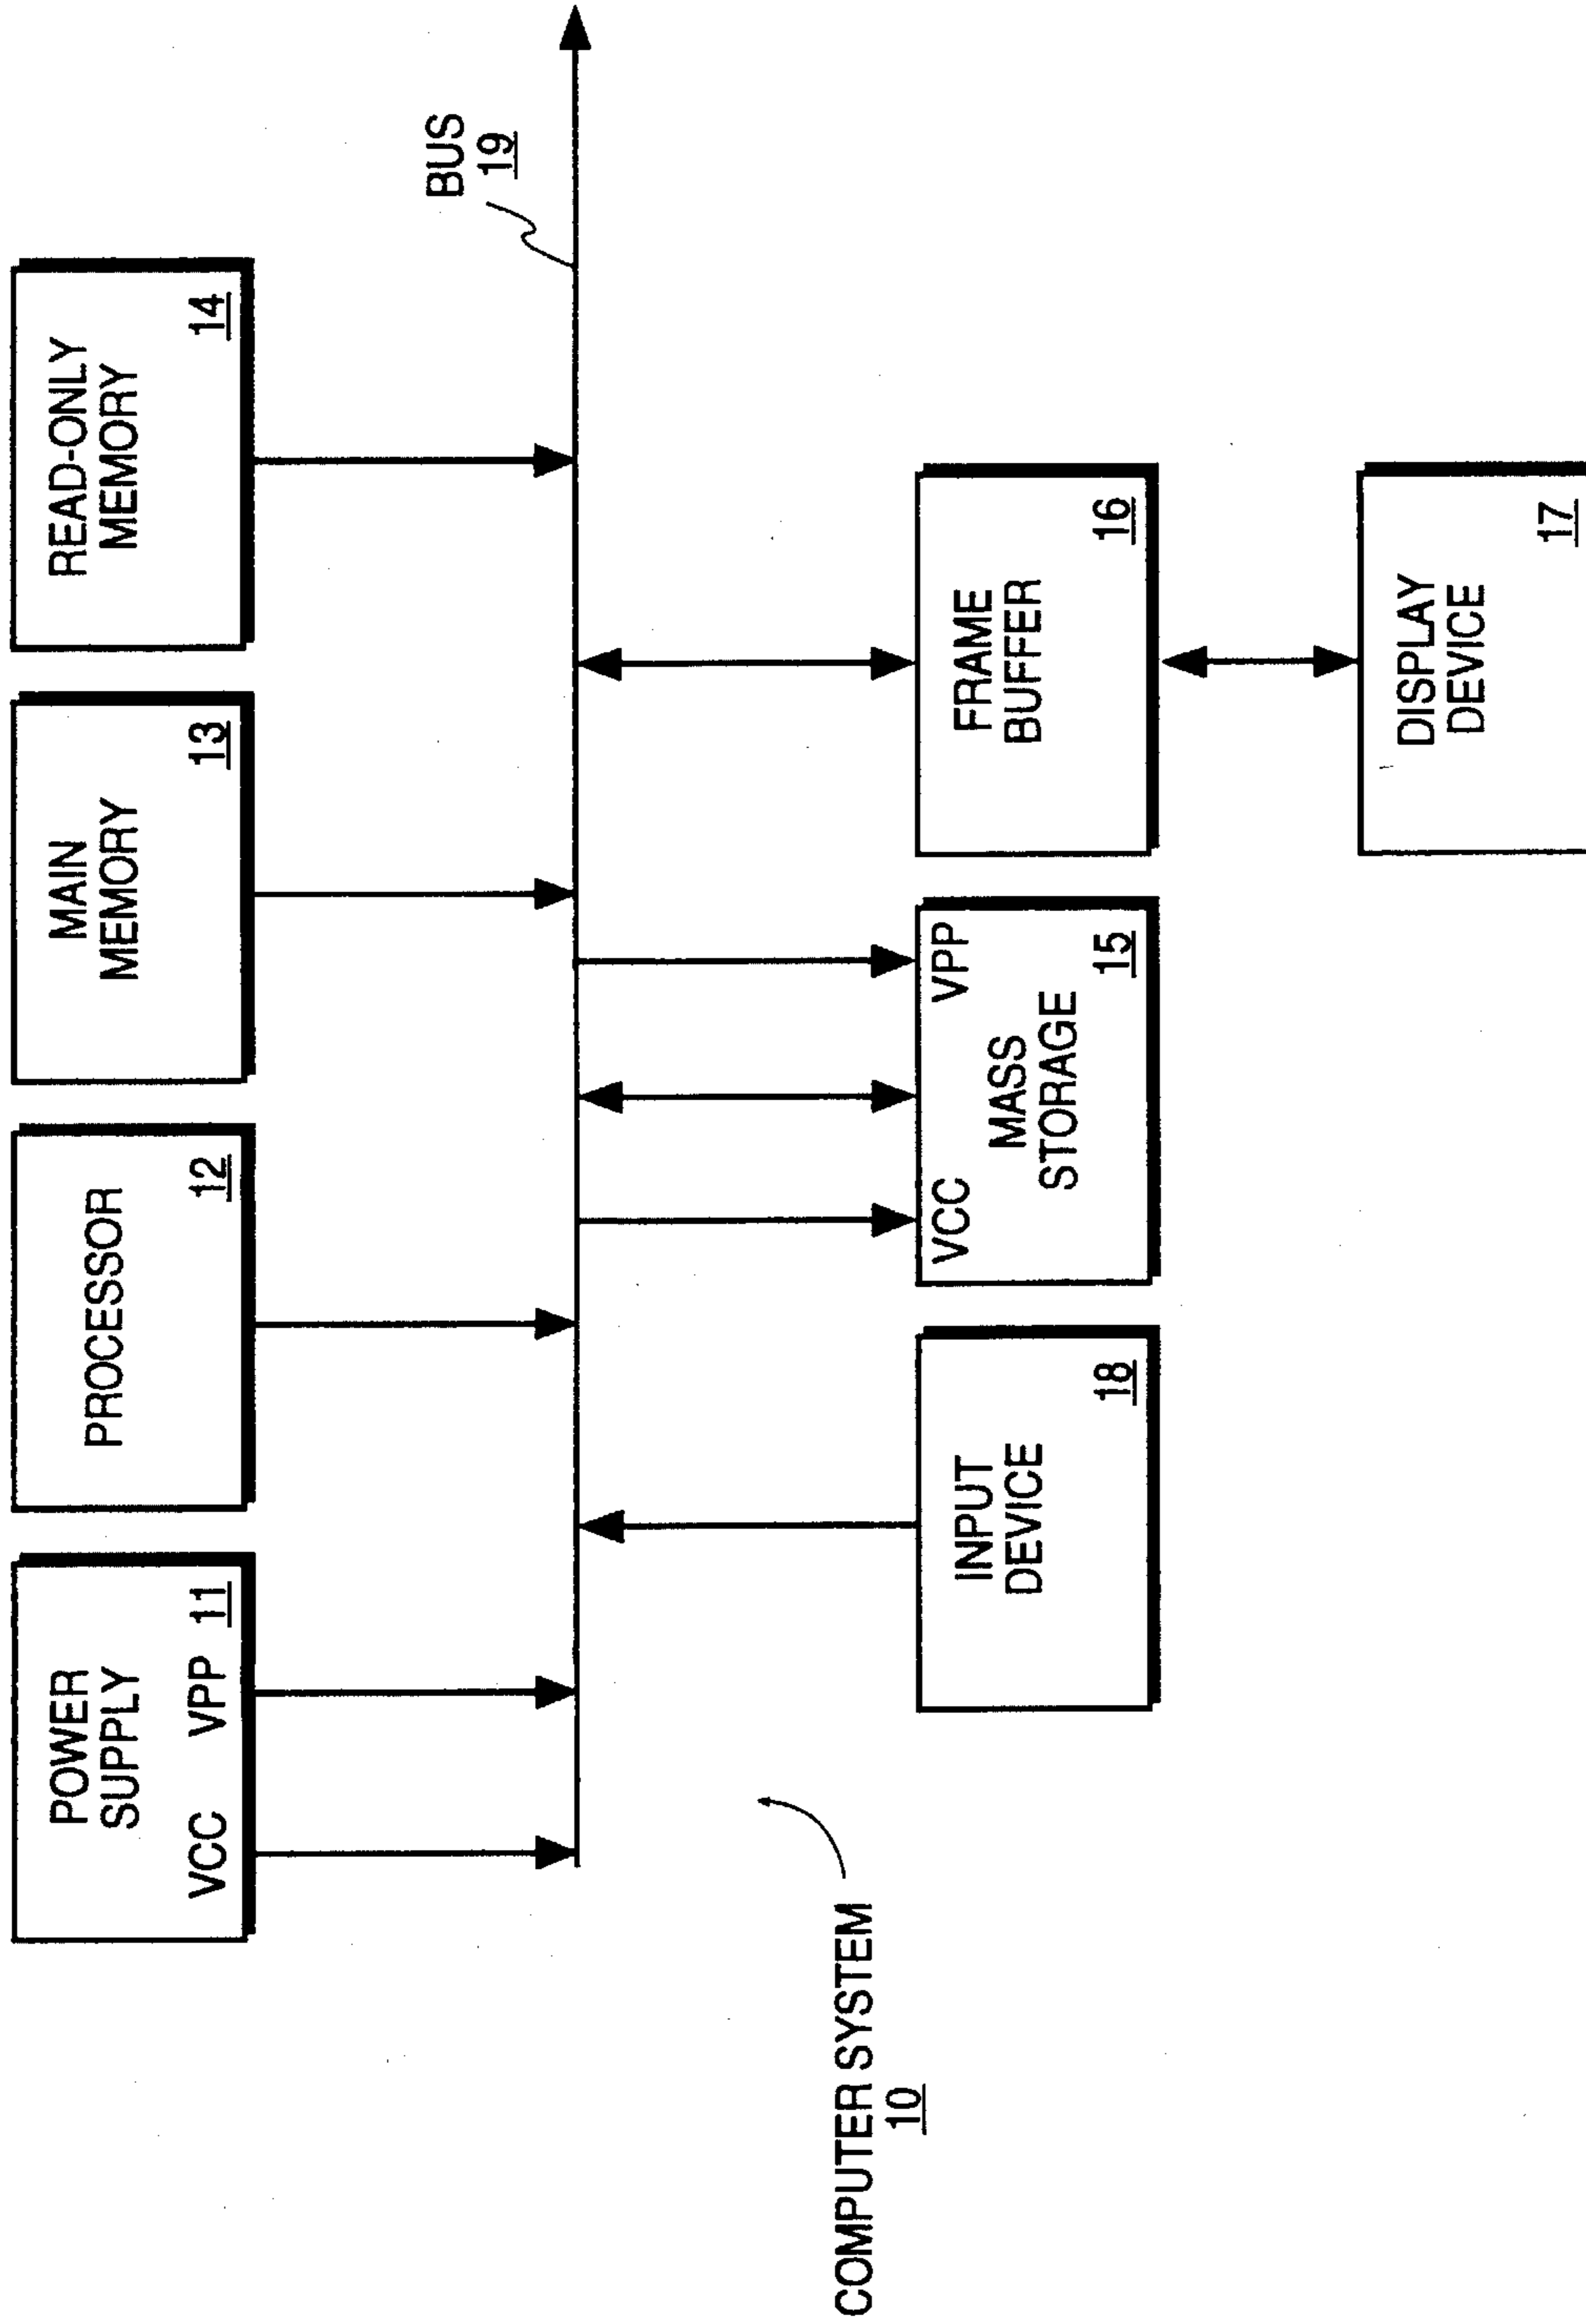 POWER
SUPPLY
VCC VPP 11
PROCESSOR
12
MAIN
MEMORY
13
READ-ONLY
MEMORY
14
BUS
19
INPUT
DEVICE
18
VCC VPP
MASS
STORAGE
15
FRAME
BUFFER
16
DISPLAY
DEVICE
17
COMPUTER SYSTEM
10